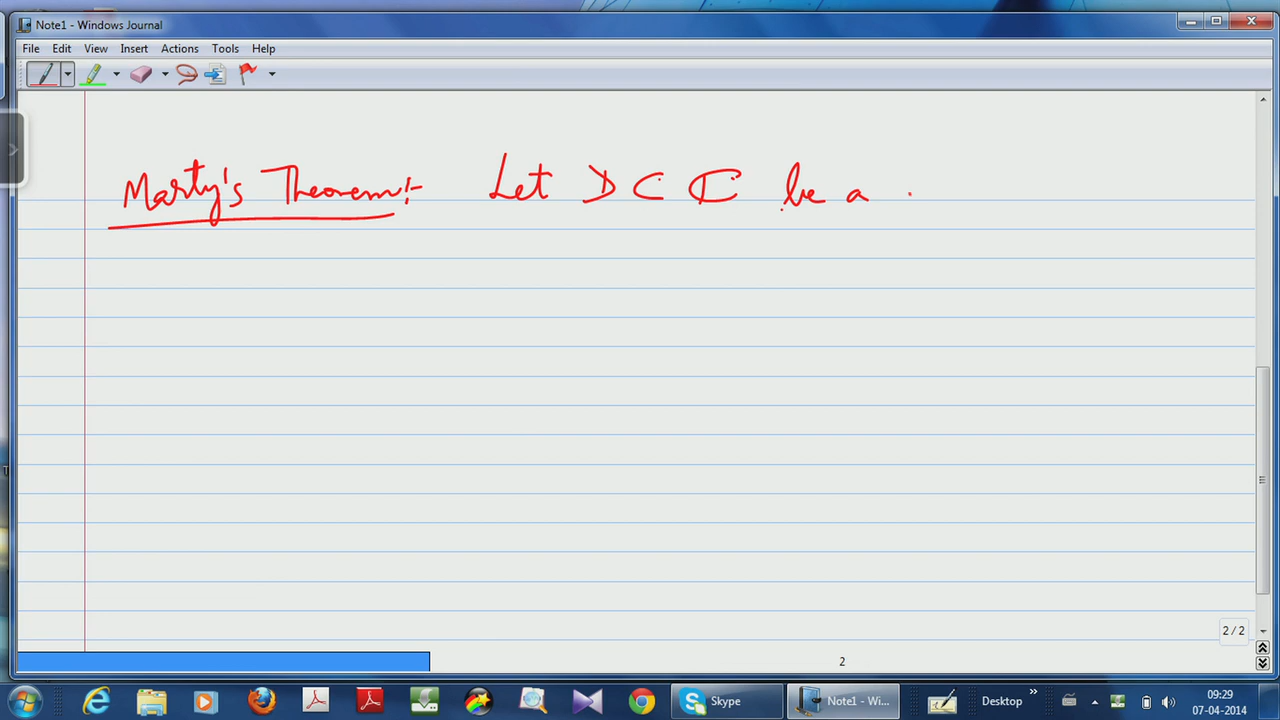 Note1 - Windows Journal
File Edit View Insert Actions Tools Help
Marty's Theorem:- Let D ⊂ ℂ be a
2 / 2
2
Skype
Note1 - Wi...
Desktop
09:29
07-04-2014